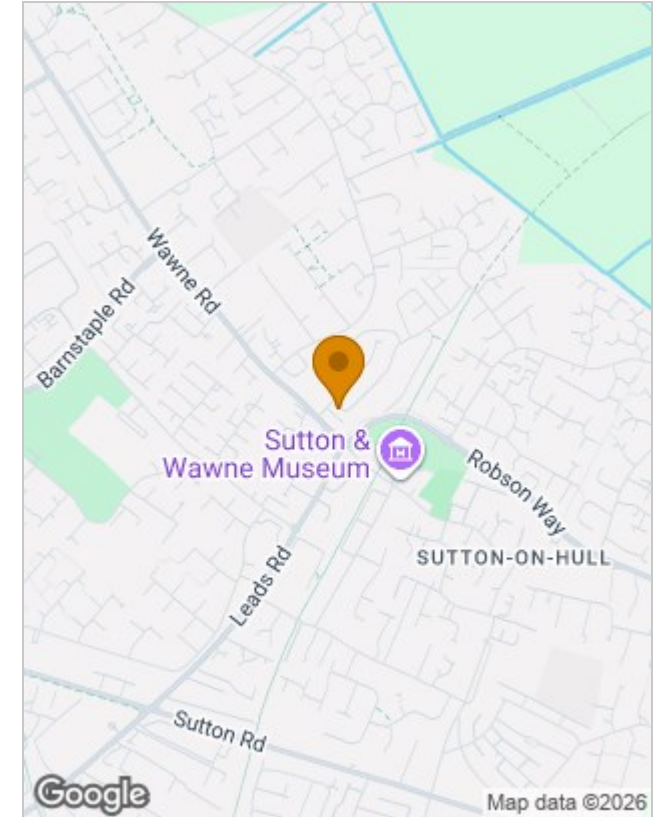 Wawne Rd
Barnstaple Rd
Sutton &
Wawne Museum
Robson Way
SUTTON-ON-HULL
Leads Rd
Sutton Rd
Google
Map data ©2026